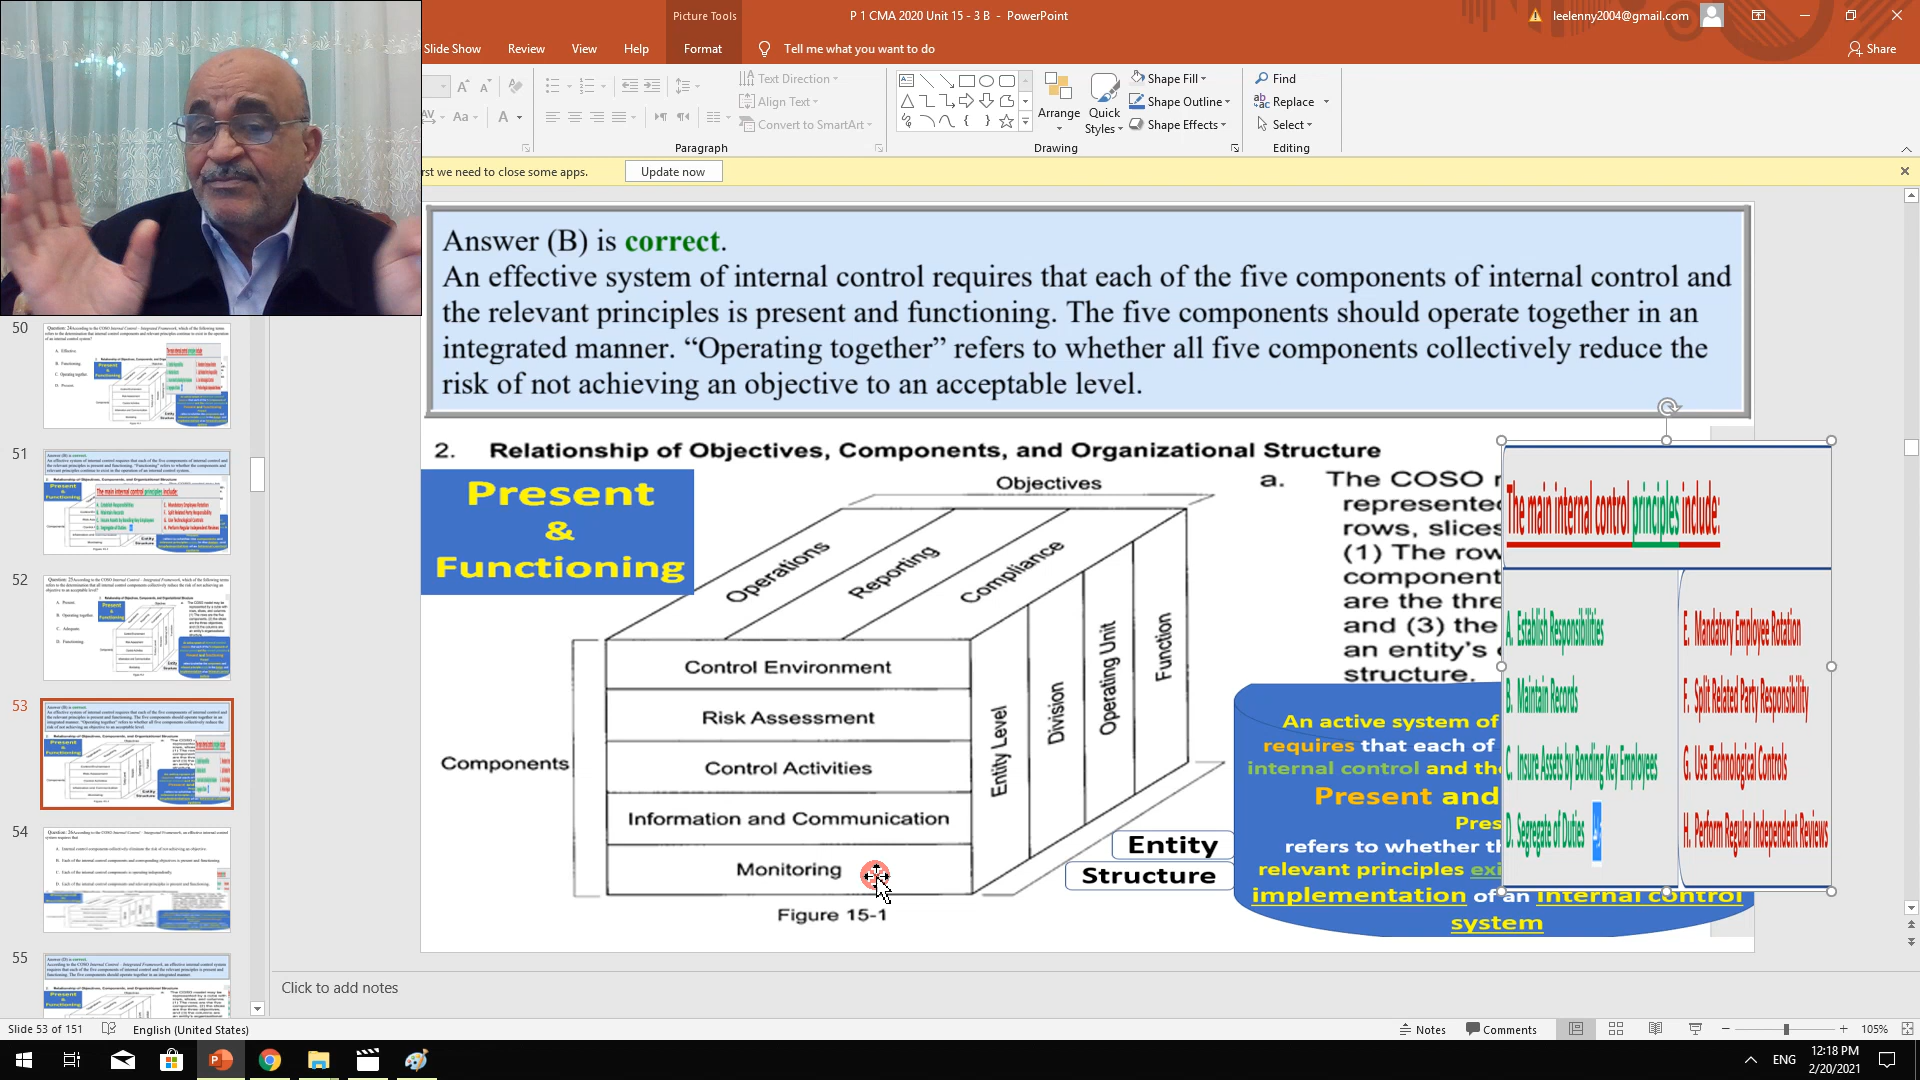 Picture Tools
P 1 CMA 2020 Unit 15 - 3 B - PowerPoint
leelenny2004@gmail.com
Slide Show
Review
View
Help
Format
Tell me what you want to do
Share
Text Direction
Align Text
Convert to SmartArt
Paragraph
Arrange
Quick
Styles
Shape Fill
Shape Outline
Shape Effects
Drawing
Find
Replace
Select
Editing
rst we need to close some apps.
Update now
Answer (B) is correct.
An effective system of internal control requires that each of the five components of internal control and
the relevant principles is present and functioning. The five components should operate together in an
integrated manner. “Operating together” refers to whether all five components collectively reduce the
risk of not achieving an objective to an acceptable level.
2. Relationship of Objectives, Components, and Organizational Structure
Present
&
Functioning
Objectives
Operations
Reporting
Compliance
Components
Control Environment
Risk Assessment
Control Activities
Information and Communication
Monitoring
Entity Level
Division
Operating Unit
Function
Figure 15-1
Entity
Structure
a. The COSO
represente
rows, slices
(1) The row
component
are the thre
and (3) the
an entity's
structure.
An active system of
requires that each of
internal control and the
Present and
Pres
refers to whether th
relevant principles exi
implementation of an Internal control
system
The main internal control principles include:
A. Establish Responsibilities
B. Maintain Records
C. Insure Assets by Bonding Key Employees
D. Segregate of Duties
E. Mandatory Employee Rotation
F. Split Related Party Responsibility
G. Use Technological Controls
H. Perform Regular Independent Reviews
50
51
52
53
54
55
Click to add notes
Slide 53 of 151
English (United States)
Notes
Comments
105%
ENG
12:18 PM
2/20/2021